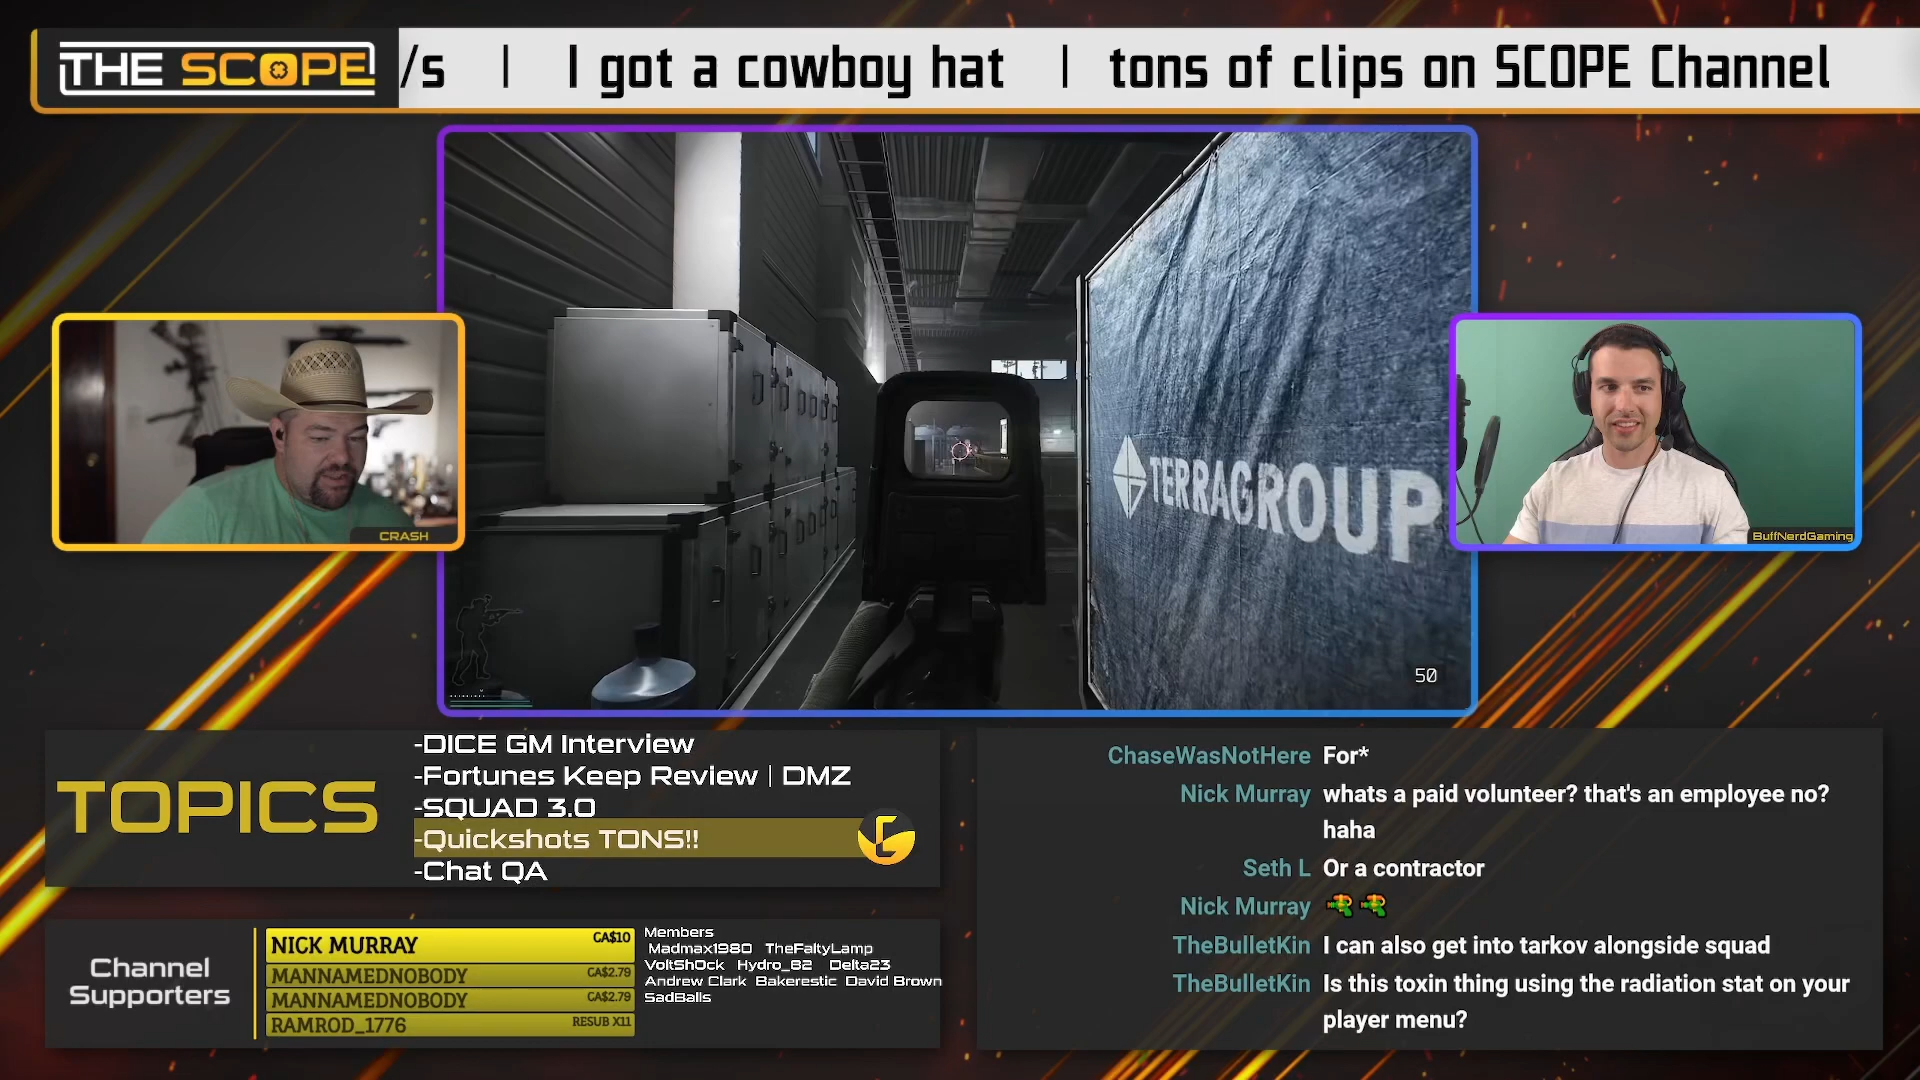 THE SCOPE
/s | I got a cowboy hat | tons of clips on SCOPE Channel
TERRAGROUP
50
CRASH
BuffNerdGaming
TOPICS
-DICE GM Interview
-Fortunes Keep Review | DMZ
-SQUAD 3.0
-Quickshots TONS!!
-Chat QA
Channel
Supporters
NICK MURRAY CA$10
MANNAMEDNOBODY CA$2.79
MANNAMEDNOBODY CA$2.79
RAMROD_1776 RESUB X11
Members
Madmax1980 TheFaltyLamp
VoltShOck Hydro_62 Delta23
Andrew Clark Bakerestic David Brown
SadBalls
ChaseWasNotHere For*
Nick Murray whats a paid volunteer? that's an employee no?
haha
Seth L Or a contractor
Nick Murray
TheBulletKin I can also get into tarkov alongside squad
TheBulletKin Is this toxin thing using the radiation stat on your
player menu?